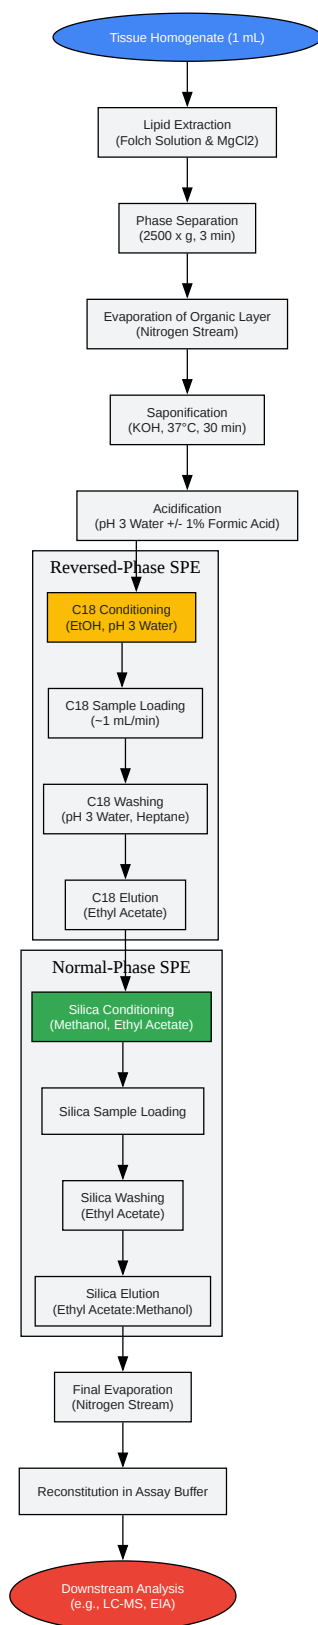 Tissue Homogenate (1 mL)
Lipid Extraction
(Folch Solution & MgCl2)
Phase Separation
(2500 x g, 3 min)
Evaporation of Organic Layer
(Nitrogen Stream)
Saponification
(KOH, 37°C, 30 min)
Acidification
(pH 3 Water +/- 1% Formic Acid)
Reversed-Phase SPE
C18 Conditioning
(EtOH, pH 3 Water)
C18 Sample Loading
(~1 mL/min)
C18 Washing
(pH 3 Water, Heptane)
C18 Elution
(Ethyl Acetate)
Normal-Phase SPE
Silica Conditioning
(Methanol, Ethyl Acetate)
Silica Sample Loading
Silica Washing
(Ethyl Acetate)
Silica Elution
(Ethyl Acetate:Methanol)
Final Evaporation
(Nitrogen Stream)
Reconstitution in Assay Buffer
Downstream Analysis
(e.g., LC-MS, EIA)